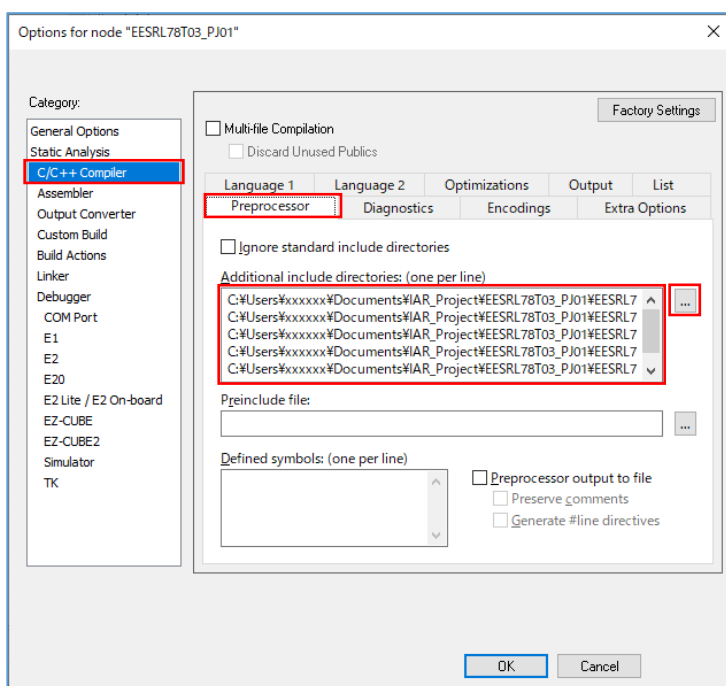 Options for node "EESRL78T03_PJ01"
Category:
General Options
Static Analysis
C/C++ Compiler
Assembler
Output Converter
Custom Build
Build Actions
Linker
Debugger
COM Port
E1
E2
E20
E2 Lite / E2 On-board
EZ-CUBE
EZ-CUBE2
Simulator
TK
Factory Settings
Multi-file Compilation
Discard Unused Publics
Language 1 Language 2 Optimizations Output List
Preprocessor Diagnostics Encodings Extra Options
Ignore standard include directories
Additional include directories: (one per line)
C:¥Users¥xxxxxx¥Documents¥IAR_Project¥EESRL78T03_PJ01¥EESRL7
C:¥Users¥xxxxxx¥Documents¥IAR_Project¥EESRL78T03_PJ01¥EESRL7
C:¥Users¥xxxxxx¥Documents¥IAR_Project¥EESRL78T03_PJ01¥EESRL7
C:¥Users¥xxxxxx¥Documents¥IAR_Project¥EESRL78T03_PJ01¥EESRL7
C:¥Users¥xxxxxx¥Documents¥IAR_Project¥EESRL78T03_PJ01¥EESRL7
...
Preinclude file:
...
Defined symbols: (one per line)
Preprocessor output to file
Preserve comments
Generate #line directives
OK Cancel